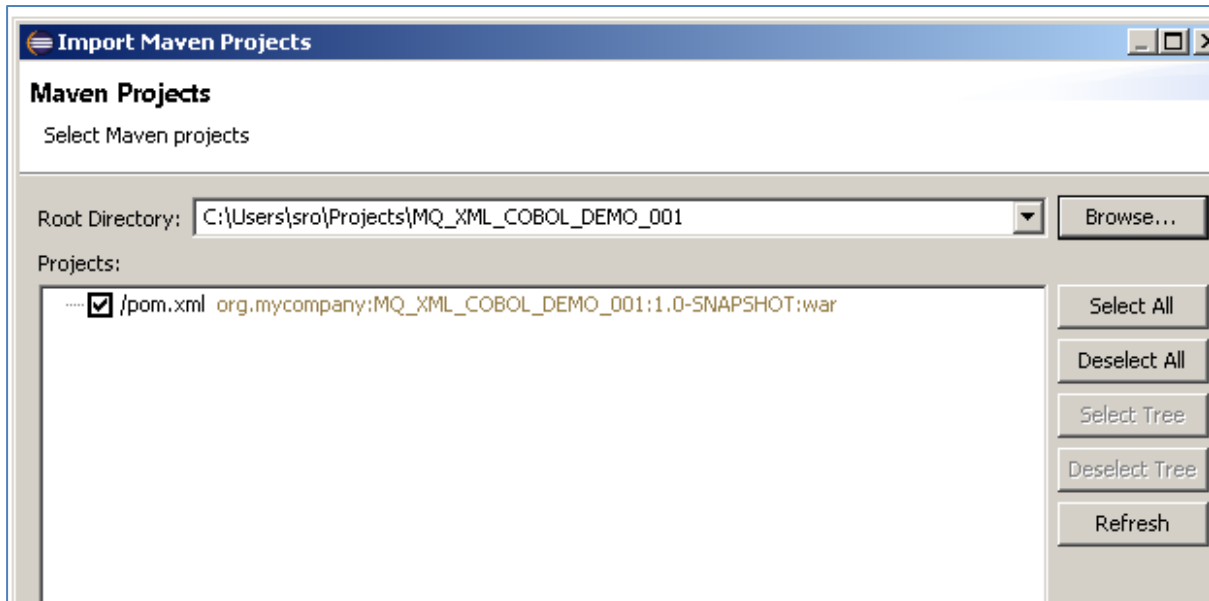 Import Maven Projects
Maven Projects
Select Maven projects
Root Directory: C:\Users\sro\Projects\MQ_XML_COBOL_DEMO_001 Browse...
Projects:
/pom.xml org.mycompany:MQ_XML_COBOL_DEMO_001:1.0-SNAPSHOT:war
Select All
Deselect All
Select Tree
Deselect Tree
Refresh